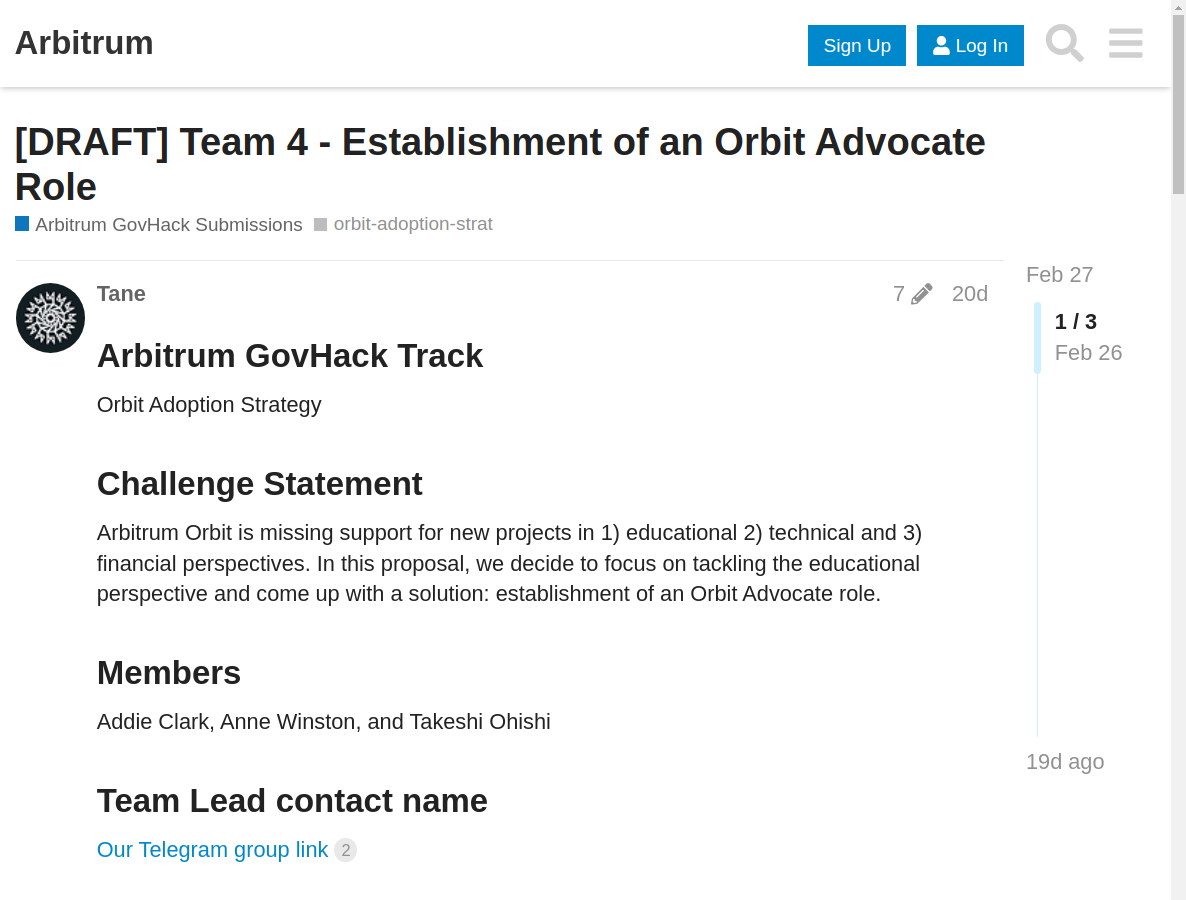 Arbitrum
Sign Up
Log In
[DRAFT] Team 4 - Establishment of an Orbit Advocate
Role
Arbitrum GovHack Submissions
orbit-adoption-strat
Tane
7
20d
Feb 27
1 / 3
Feb 26
Arbitrum GovHack Track
Orbit Adoption Strategy
Challenge Statement
Arbitrum Orbit is missing support for new projects in 1) educational 2) technical and 3)
financial perspectives. In this proposal, we decide to focus on tackling the educational
perspective and come up with a solution: establishment of an Orbit Advocate role.
Members
Addie Clark, Anne Winston, and Takeshi Ohishi
19d ago
Team Lead contact name
Our Telegram group link 2